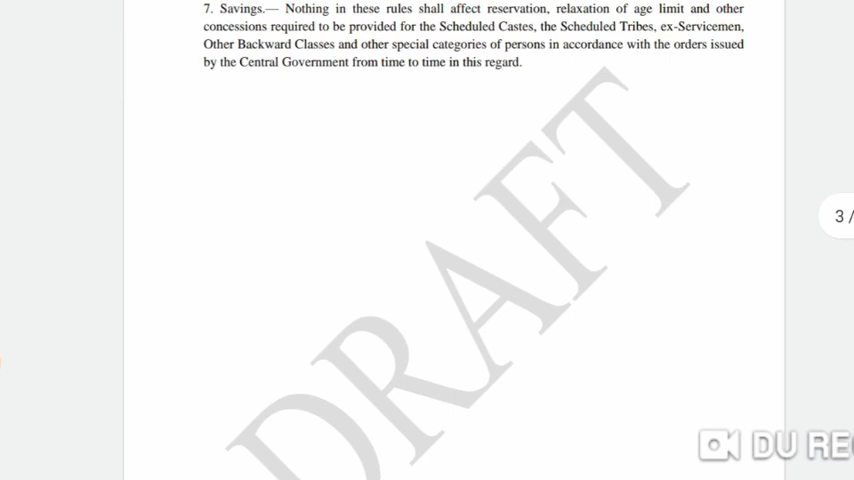 7. Savings.— Nothing in these rules shall affect reservation, relaxation of age limit and other
concessions required to be provided for the Scheduled Castes, the Scheduled Tribes, ex-Servicemen,
Other Backward Classes and other special categories of persons in accordance with the orders issued
by the Central Government from time to time in this regard.
DRAFT
3 /
DU RE